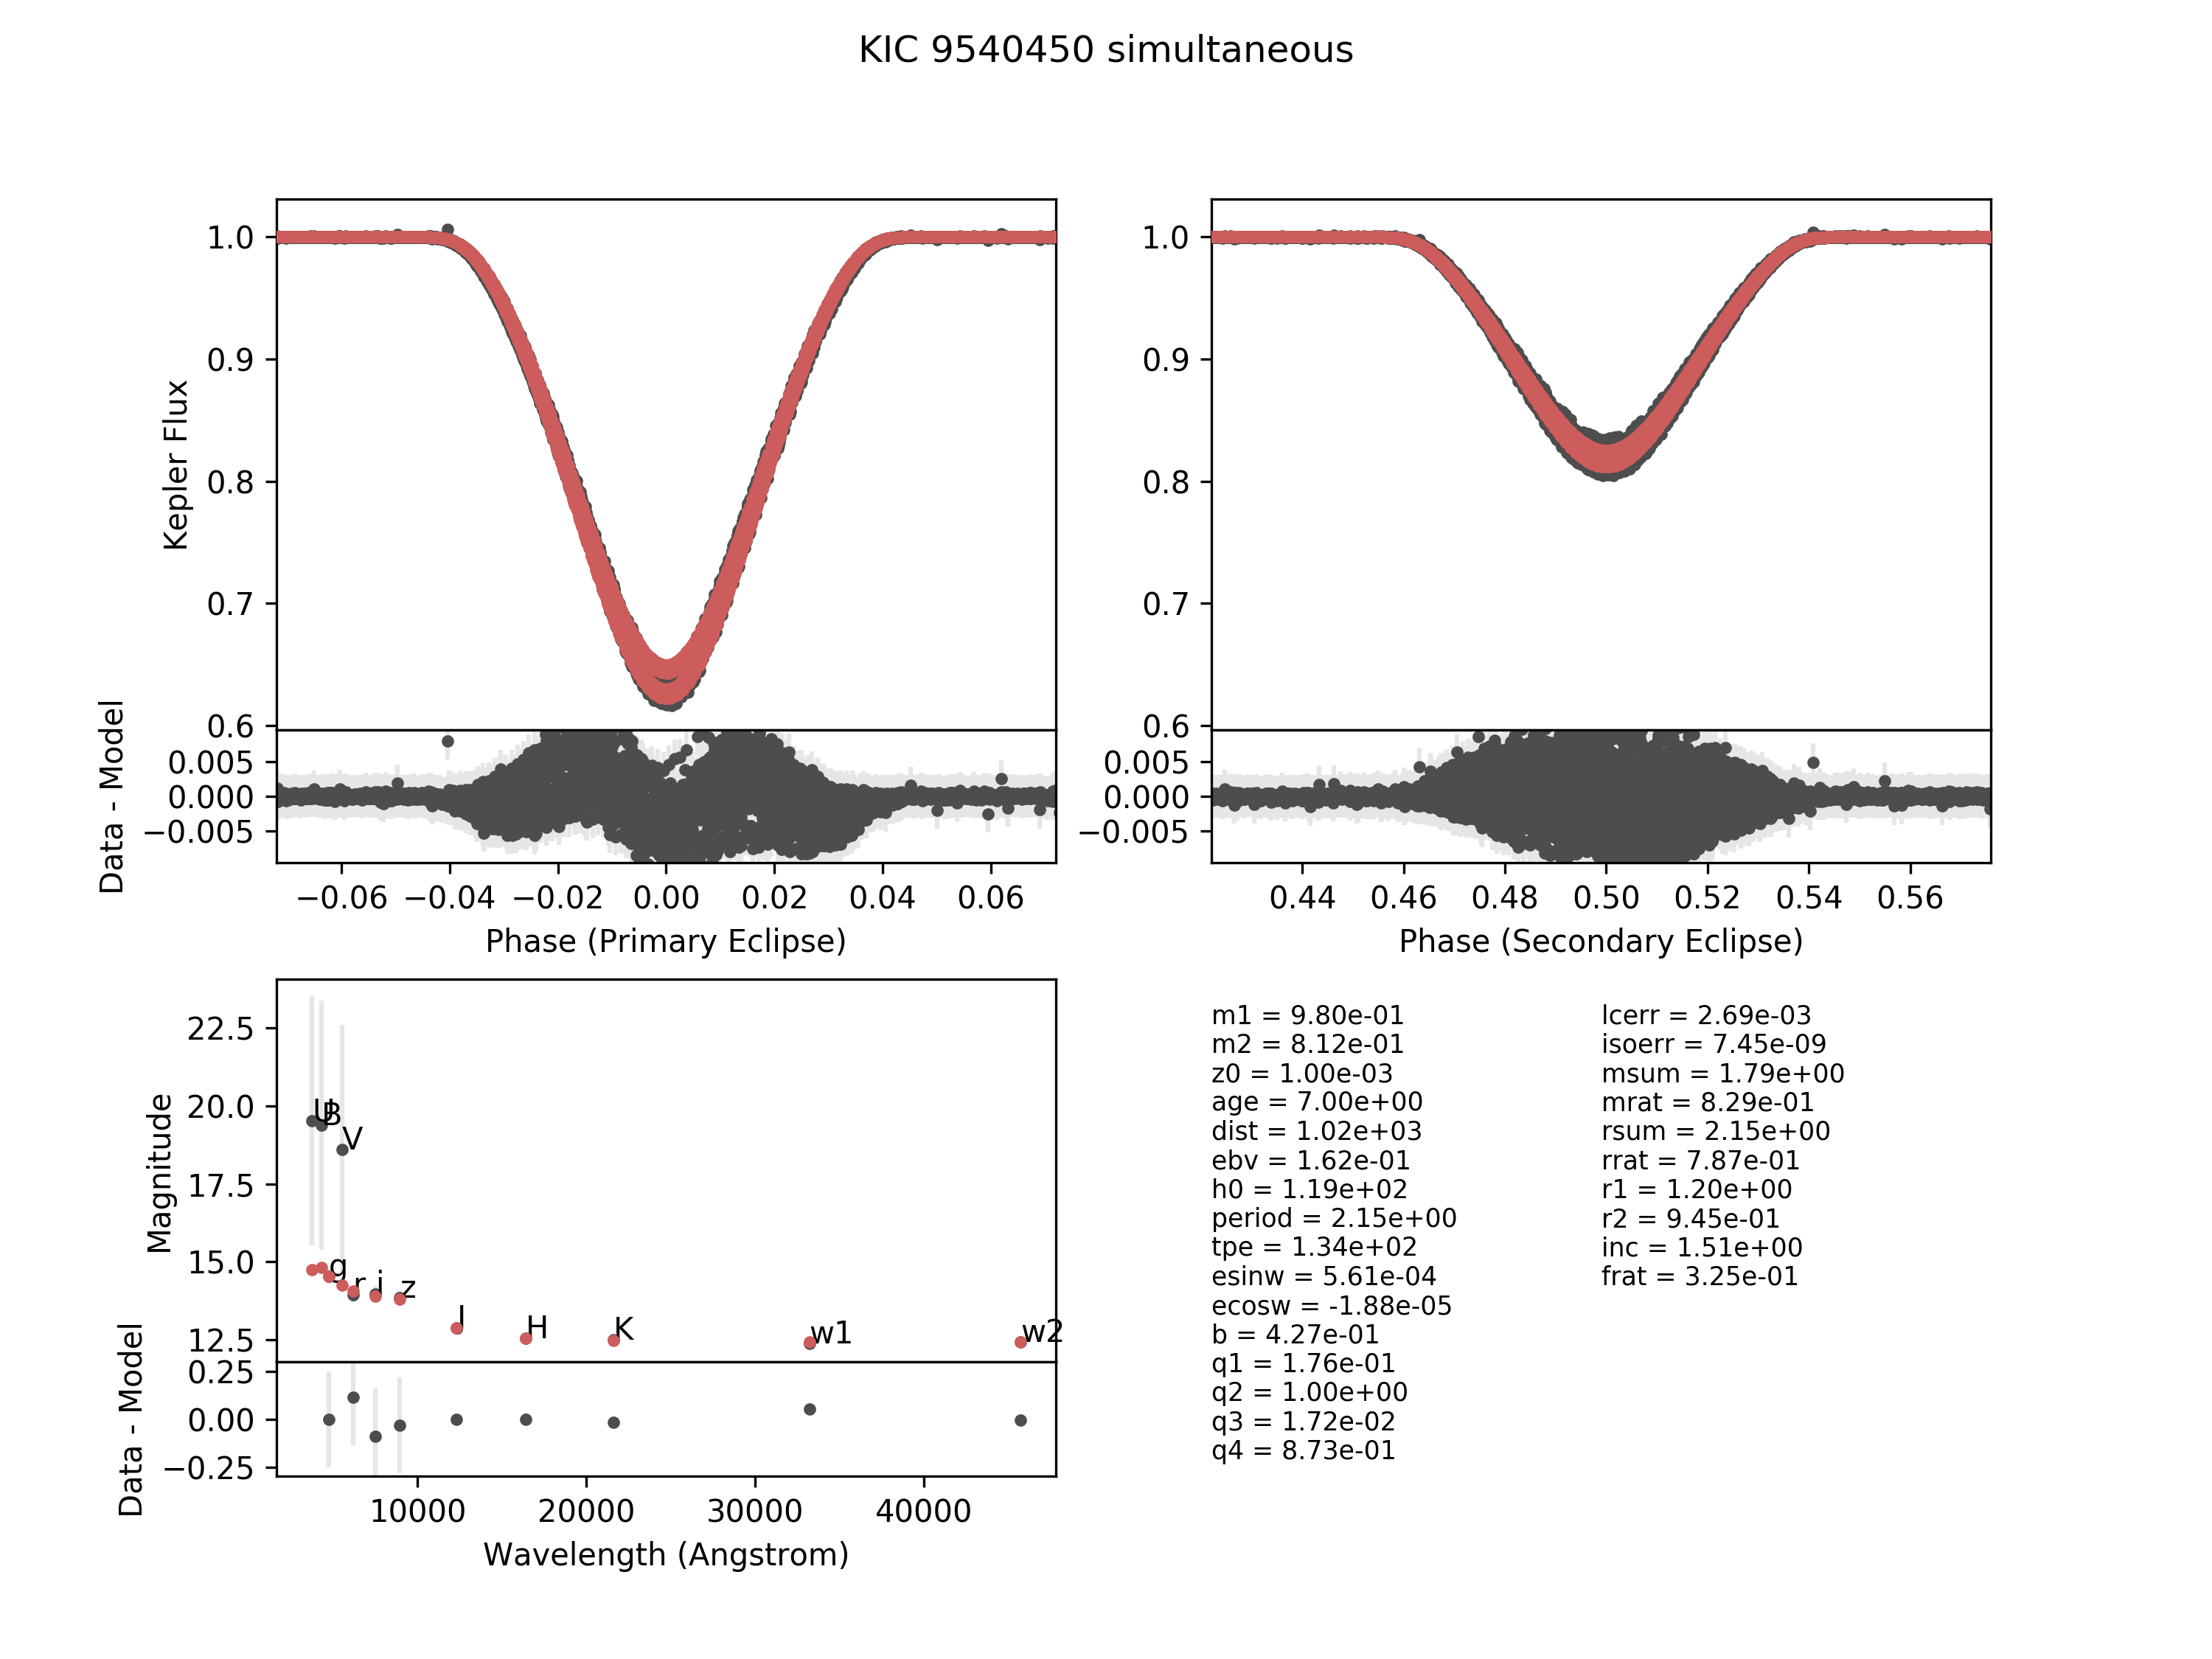 KIC 9540450 simultaneous
Kepler Flux
1.0
0.9
0.8
0.7
0.6
1.0
0.9
0.8
0.7
0.6
Data - Model
0.005
0.000
−0.005
0.005
0.000
−0.005
−0.06 −0.04 −0.02 0.00 0.02 0.04 0.06
Phase (Primary Eclipse)
0.44 0.46 0.48 0.50 0.52 0.54 0.56
Phase (Secondary Eclipse)
Magnitude
22.5
20.0
17.5
15.0
12.5
U B V g r i z J H K w1 w2
Data - Model
0.25
0.00
−0.25
10000 20000 30000 40000
Wavelength (Angstrom)
m1 = 9.80e-01
m2 = 8.12e-01
z0 = 1.00e-03
age = 7.00e+00
dist = 1.02e+03
ebv = 1.62e-01
h0 = 1.19e+02
period = 2.15e+00
tpe = 1.34e+02
esinw = 5.61e-04
ecosw = -1.88e-05
b = 4.27e-01
q1 = 1.76e-01
q2 = 1.00e+00
q3 = 1.72e-02
q4 = 8.73e-01
lcerr = 2.69e-03
isoerr = 7.45e-09
msum = 1.79e+00
mrat = 8.29e-01
rsum = 2.15e+00
rrat = 7.87e-01
r1 = 1.20e+00
r2 = 9.45e-01
inc = 1.51e+00
frat = 3.25e-01